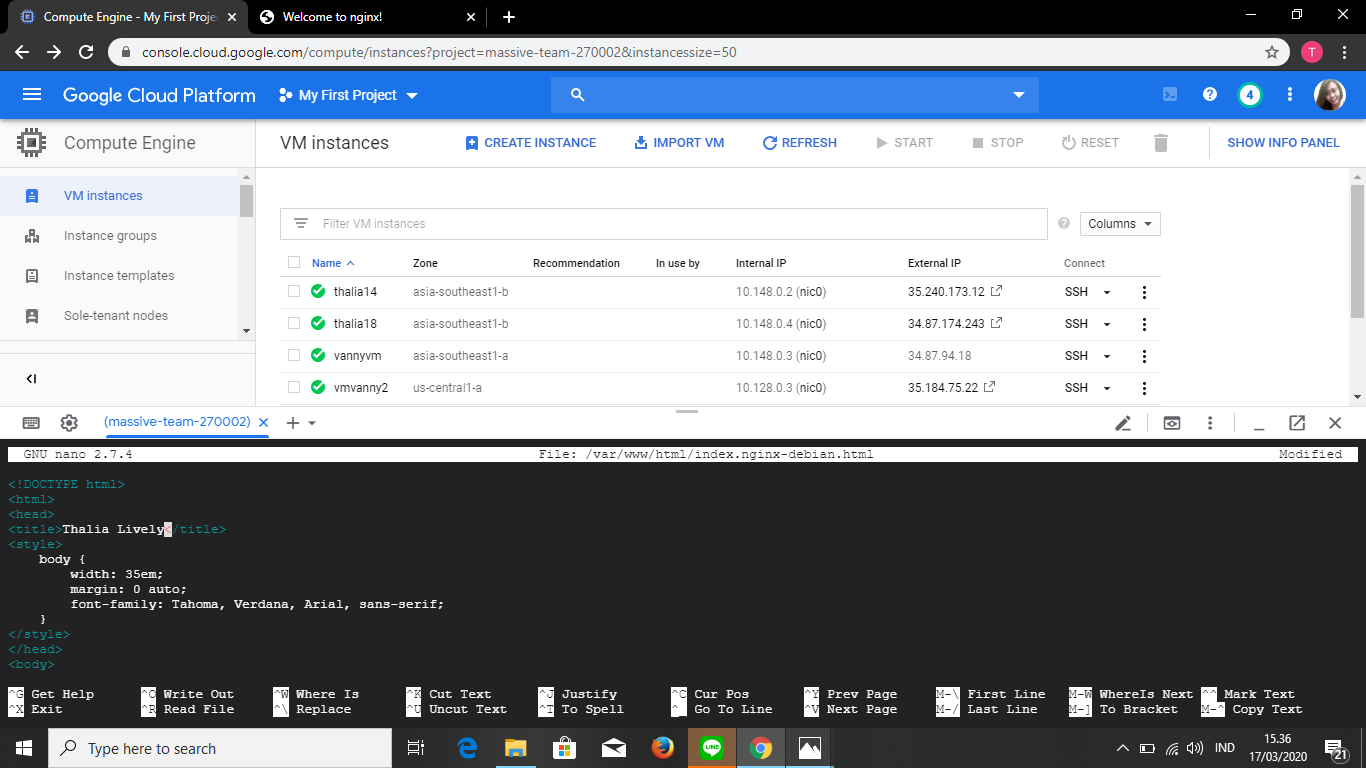 Compute Engine - My First Proje
Welcome to nginx!
console.cloud.google.com/compute/instances?project=massive-team-270002&instancessize=50
T
Google Cloud Platform
My First Project
4
Compute Engine
VM instances
CREATE INSTANCE
IMPORT VM
REFRESH
START
STOP
RESET
SHOW INFO PANEL
VM instances
Instance groups
Instance templates
Sole-tenant nodes
Filter VM instances
Columns
Name Zone Recommendation In use by Internal IP External IP Connect
thalia14 asia-southeast1-b 10.148.0.2 (nic0) 35.240.173.12 SSH
thalia18 asia-southeast1-b 10.148.0.4 (nic0) 34.87.174.243 SSH
vannyvm asia-southeast1-a 10.148.0.3 (nic0) 34.87.94.18 SSH
vmvanny2 us-central1-a 10.128.0.3 (nic0) 35.184.75.22 SSH
(massive-team-270002)
GNU nano 2.7.4 File: /var/www/html/index.nginx-debian.html Modified
<!DOCTYPE html>
<html>
<head>
<title>Thalia Lively</title>
<style>
body {
width: 35em;
margin: 0 auto;
font-family: Tahoma, Verdana, Arial, sans-serif;
}
</style>
</head>
<body>
^G Get Help ^O Write Out ^W Where Is ^K Cut Text ^J Justify ^C Cur Pos ^Y Prev Page M-\ First Line M-W WhereIs Next ^^ Mark Text
^X Exit ^R Read File ^\ Replace ^U Uncut Text ^T To Spell ^_ Go To Line ^V Next Page M-/ Last Line M-] To Bracket M-^ Copy Text
Type here to search
LINE
IND
15.36
17/03/2020
21